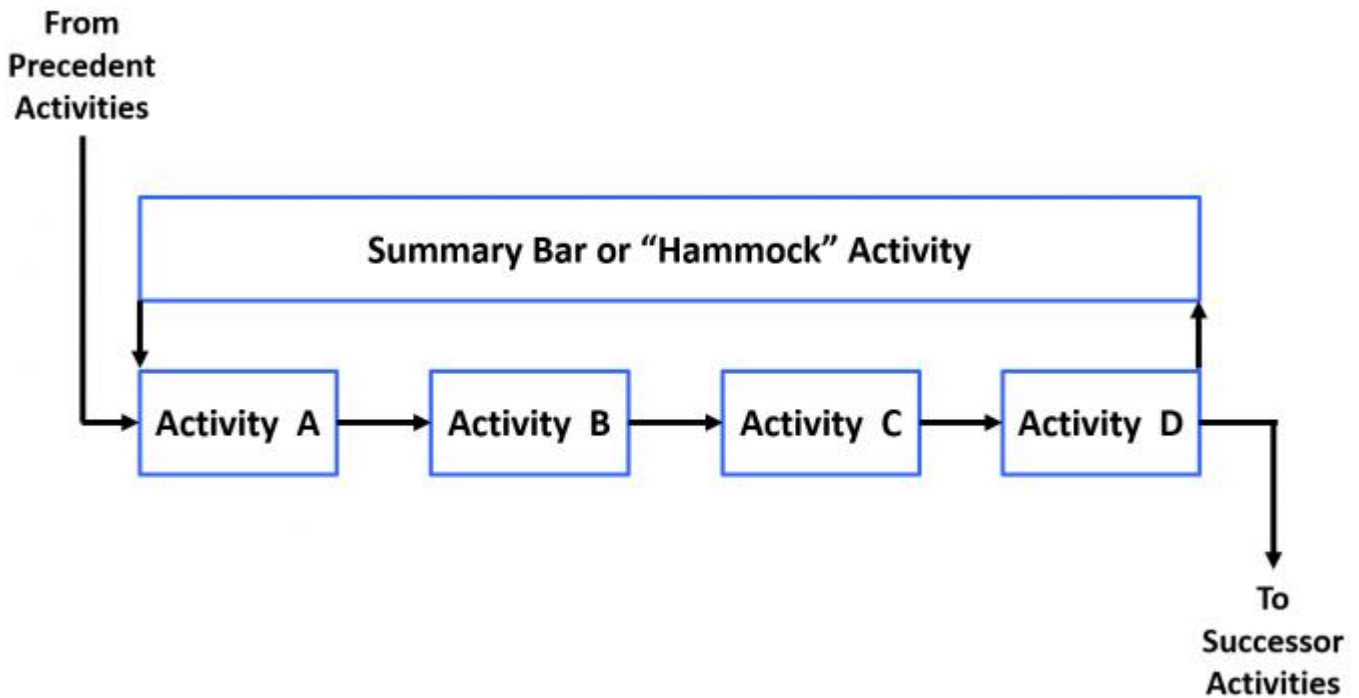 From
Precedent
Activities
Summary Bar or “Hammock” Activity
Activity A
Activity B
Activity C
Activity D
To
Successor
Activities